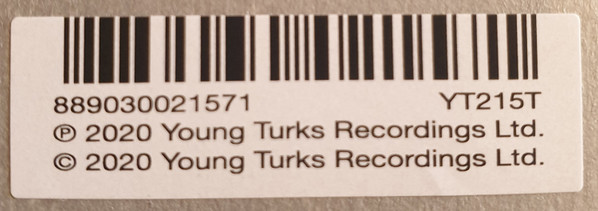 889030021571 YT215T
℗ 2020 Young Turks Recordings Ltd.
© 2020 Young Turks Recordings Ltd.